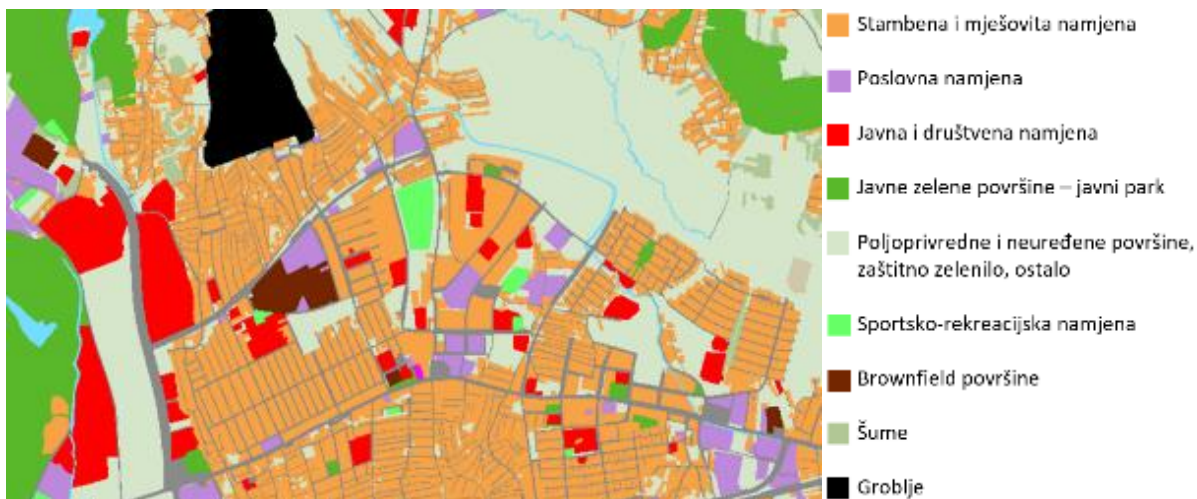 Stambena i mješovita namjena
Poslovna namjena
Javna i društvena namjena
Javne zelene površine – javni park
Poljoprivredne i neuređene površine,
zaštitno zelenilo, ostalo
Sportsko-rekreacijska namjena
Brownfield površine
Šume
Groblje